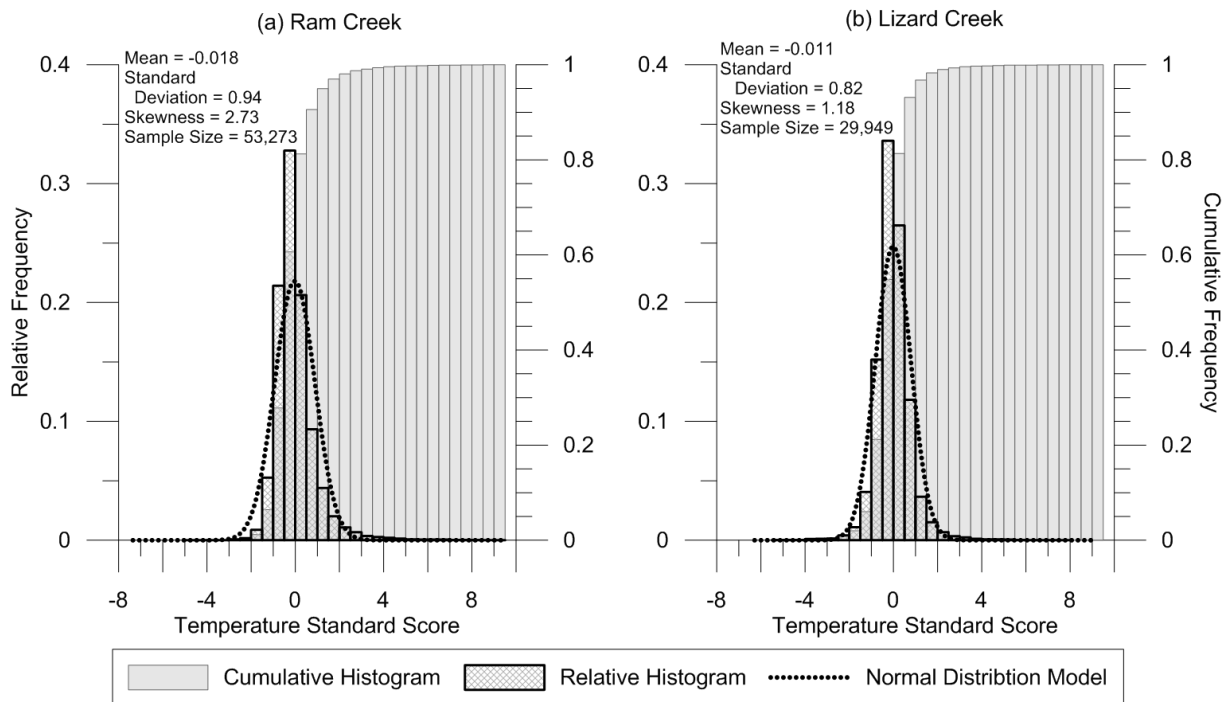 (a) Ram Creek
Mean = -0.018
Standard
Deviation = 0.94
Skewness = 2.73
Sample Size = 53,273
0.4
0.3
0.2
0.1
0
Relative Frequency
1
0.8
0.6
0.4
0.2
0
-8 -4 0 4 8
Temperature Standard Score
(b) Lizard Creek
Mean = -0.011
Standard
Deviation = 0.82
Skewness = 1.18
Sample Size = 29,949
0.4
0.3
0.2
0.1
0
1
0.8
0.6
0.4
0.2
0
Cumulative Frequency
-8 -4 0 4 8
Temperature Standard Score
Cumulative Histogram Relative Histogram Normal Distribtion Model